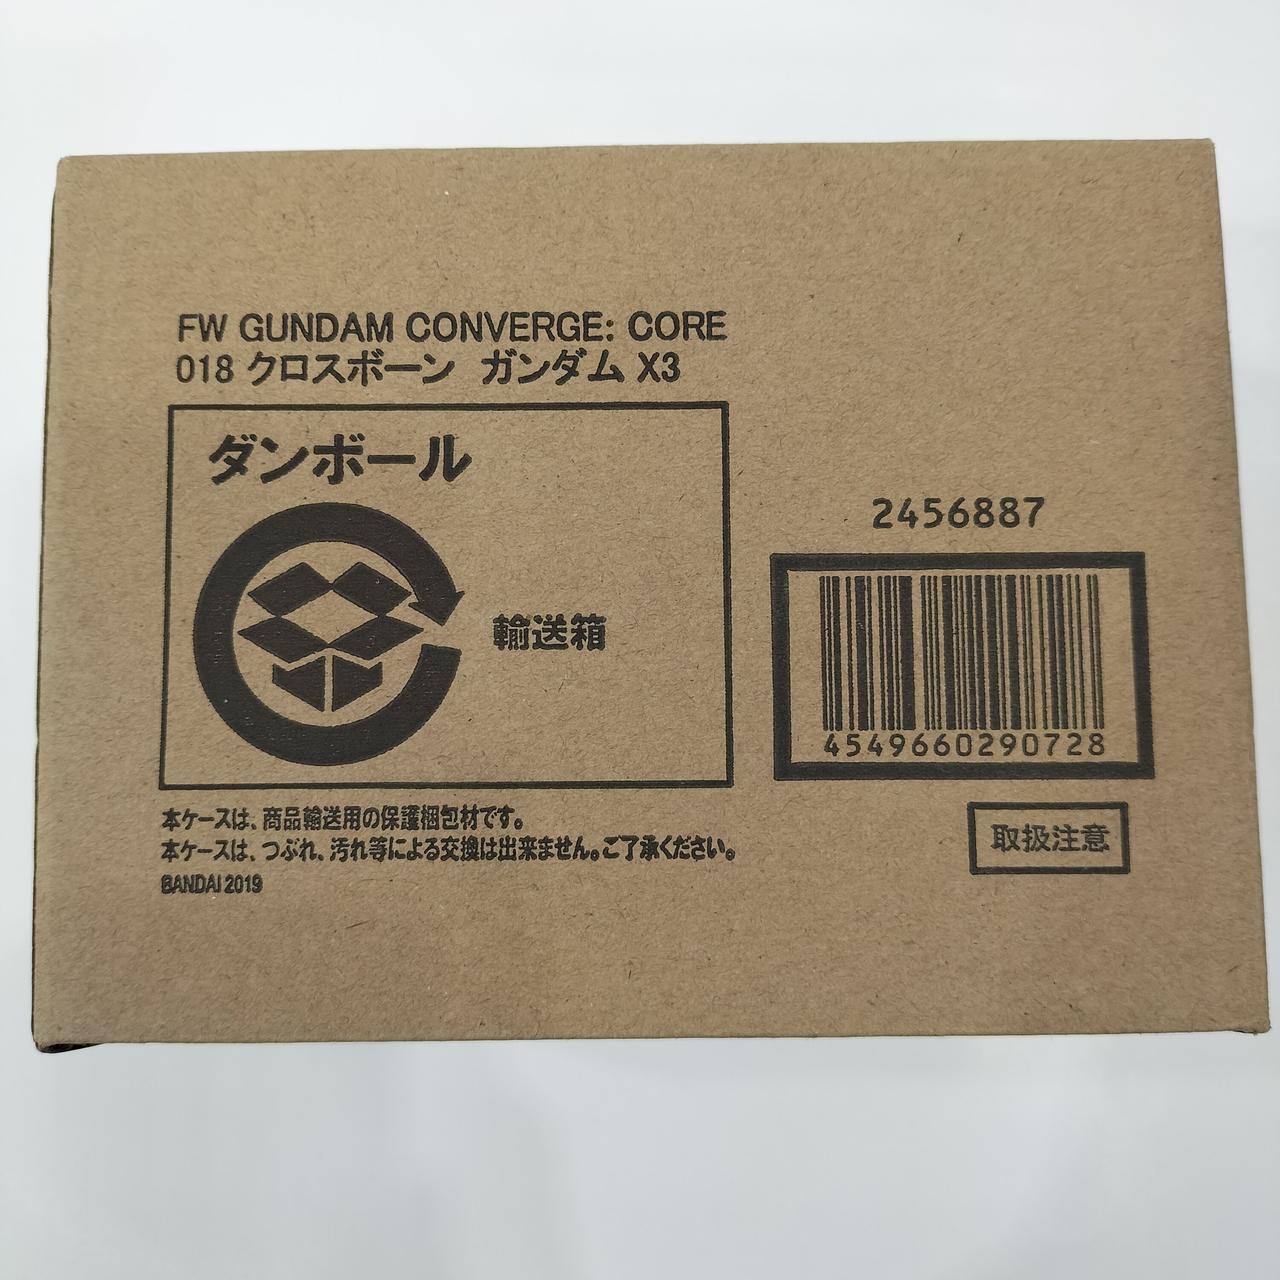 FW GUNDAM CONVERGE: CORE
018 クロスボーン ガンダム X3
ダンボール
輸送箱
2456887
4549660290728
取扱注意
本ケースは、商品輸送用の保護梱包材です。
本ケースは、つぶれ、汚れ等による交換は出来ません。ご了承ください。
BANDAI 2019